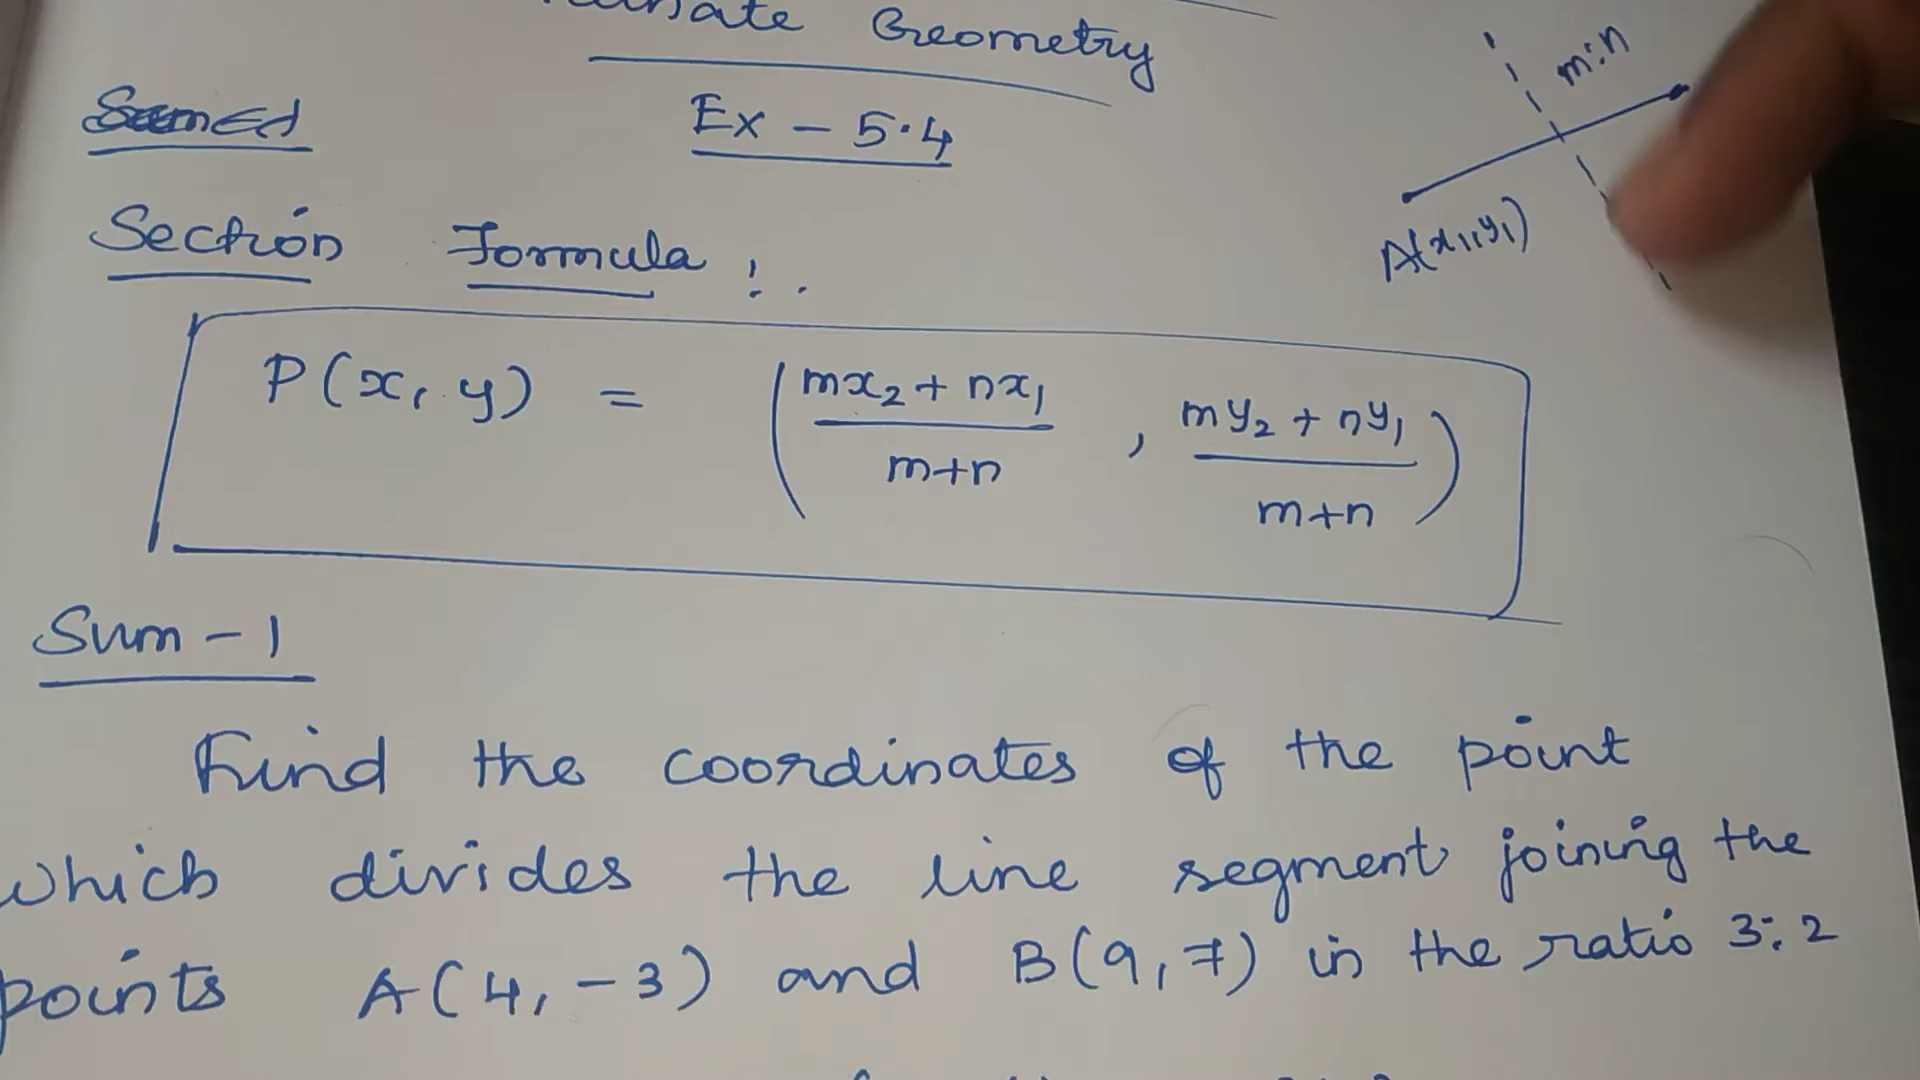 Geometry
Ex - 5.4
m:n
A(x1,y1)
Section Formula :.
P(x, y) = (mx₂ + nx₁ / m+n , my₂ + ny₁ / m+n)
Sum - 1
Find the coordinates of the point
which divides the line segment joining the
points A(4, -3) and B(9,7) in the ratio 3:2